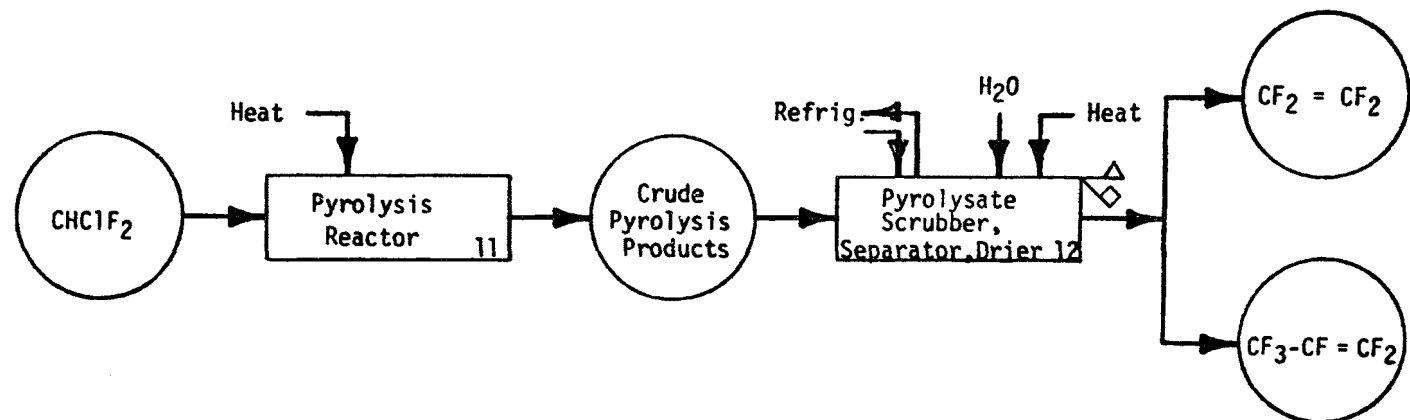 CHClF₂
Heat
Pyrolysis
Reactor
11
Crude
Pyrolysis
Products
Refrig.
H₂O
Heat
Pyrolysate
Scrubber,
Separator,Drier 12
CF₂ = CF₂
CF₃-CF = CF₂